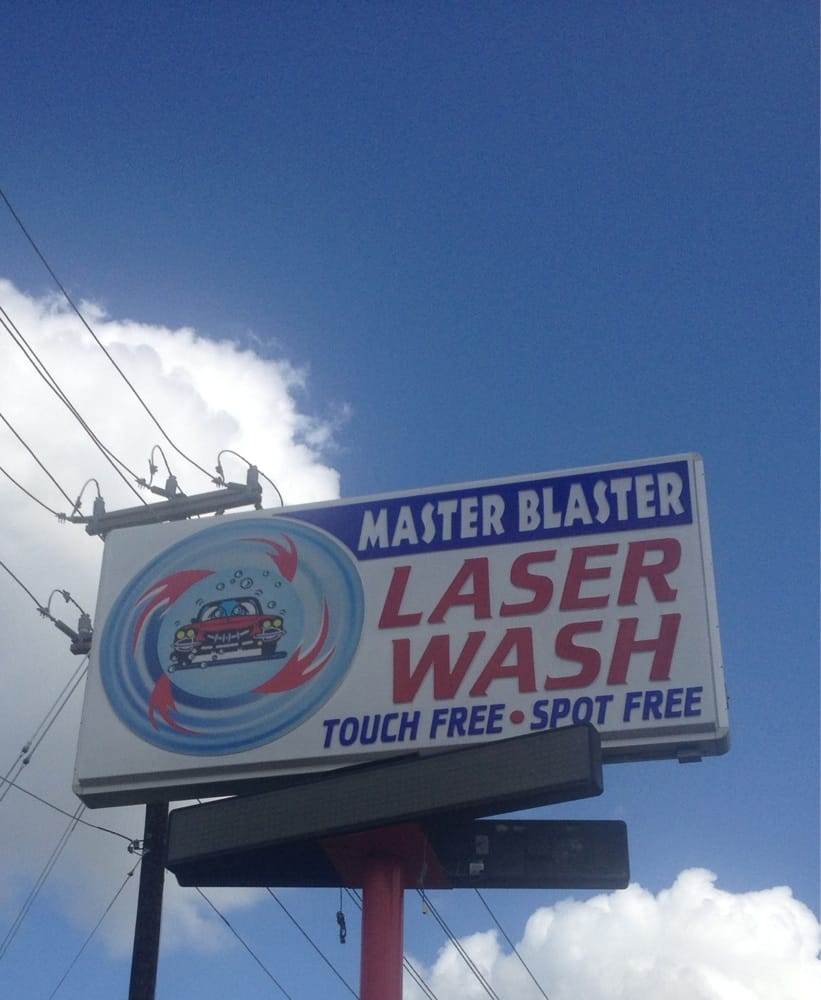 MASTER BLASTER
LASER
WASH
TOUCH FREE • SPOT FREE